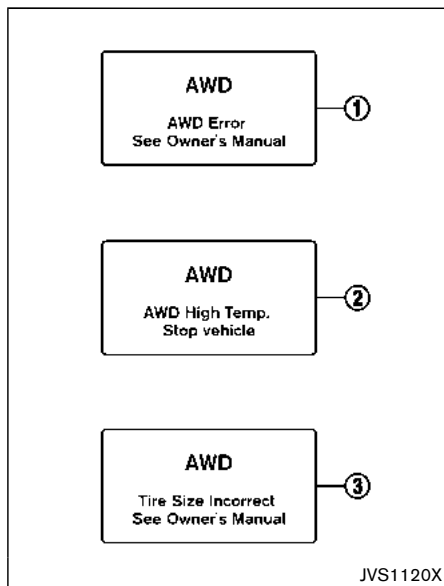 AWD
AWD Error
See Owner's Manual
1
AWD
AWD High Temp.
Stop vehicle
2
AWD
Tire Size Incorrect
See Owner's Manual
3
JVS1120X